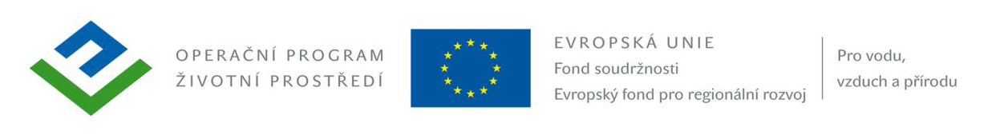 OPERAČNÍ PROGRAM
ŽIVOTNÍ PROSTŘEDÍ
EVROPSKÁ UNIE
Fond soudržnosti
Evropský fond pro regionální rozvoj
Pro vodu,
vzduch a přírodu